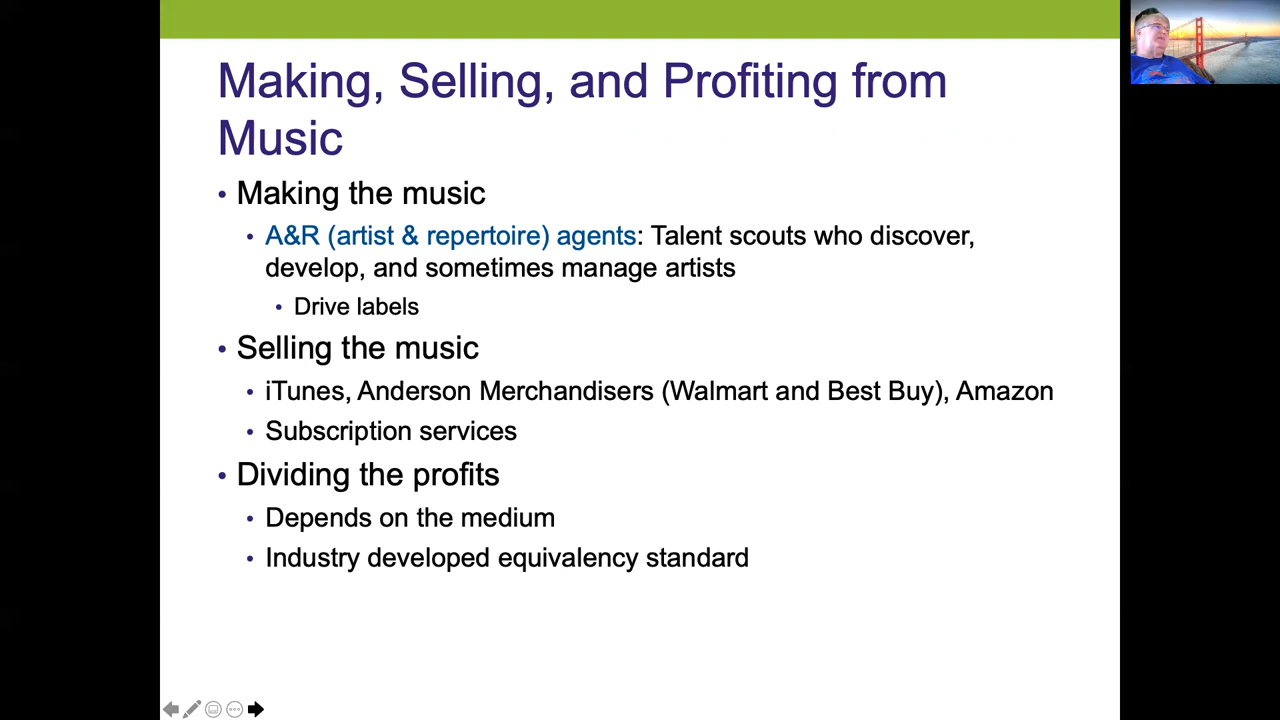 Making, Selling, and Profiting from
Music
• Making the music
• A&R (artist & repertoire) agents: Talent scouts who discover,
develop, and sometimes manage artists
• Drive labels
• Selling the music
• iTunes, Anderson Merchandisers (Walmart and Best Buy), Amazon
• Subscription services
• Dividing the profits
• Depends on the medium
• Industry developed equivalency standard